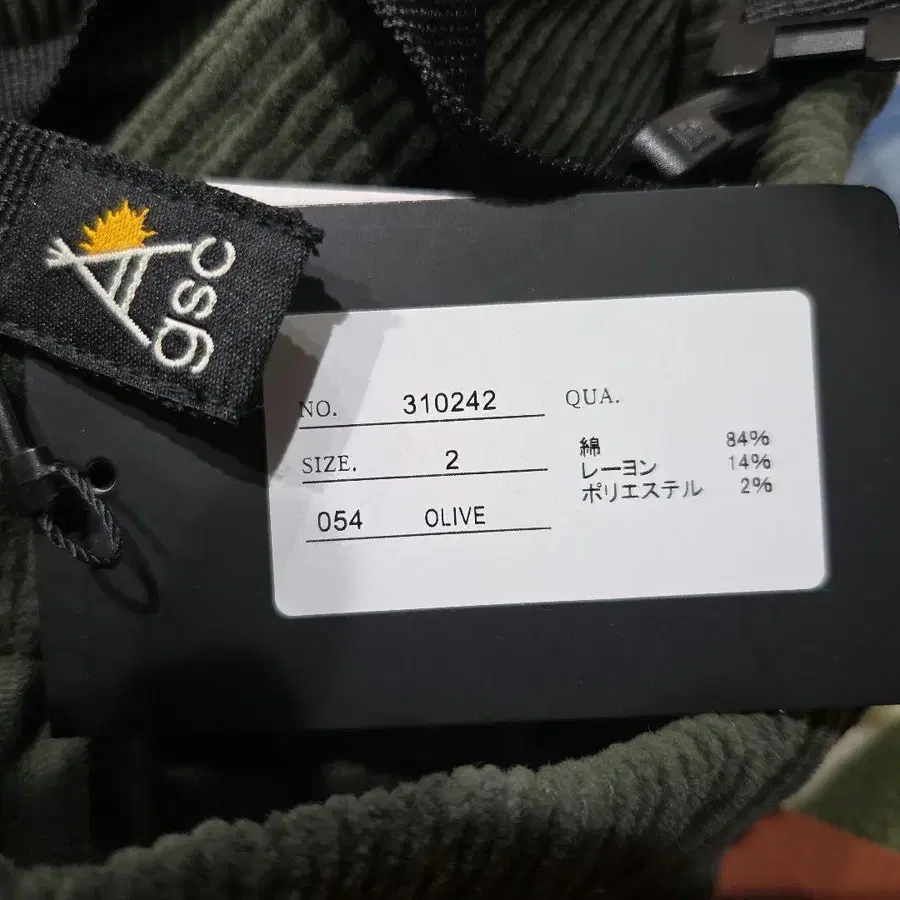 gsc
NO. 310242
SIZE. 2
054 OLIVE
QUA.
綿 84%
レーヨン 14%
ポリエステル 2%